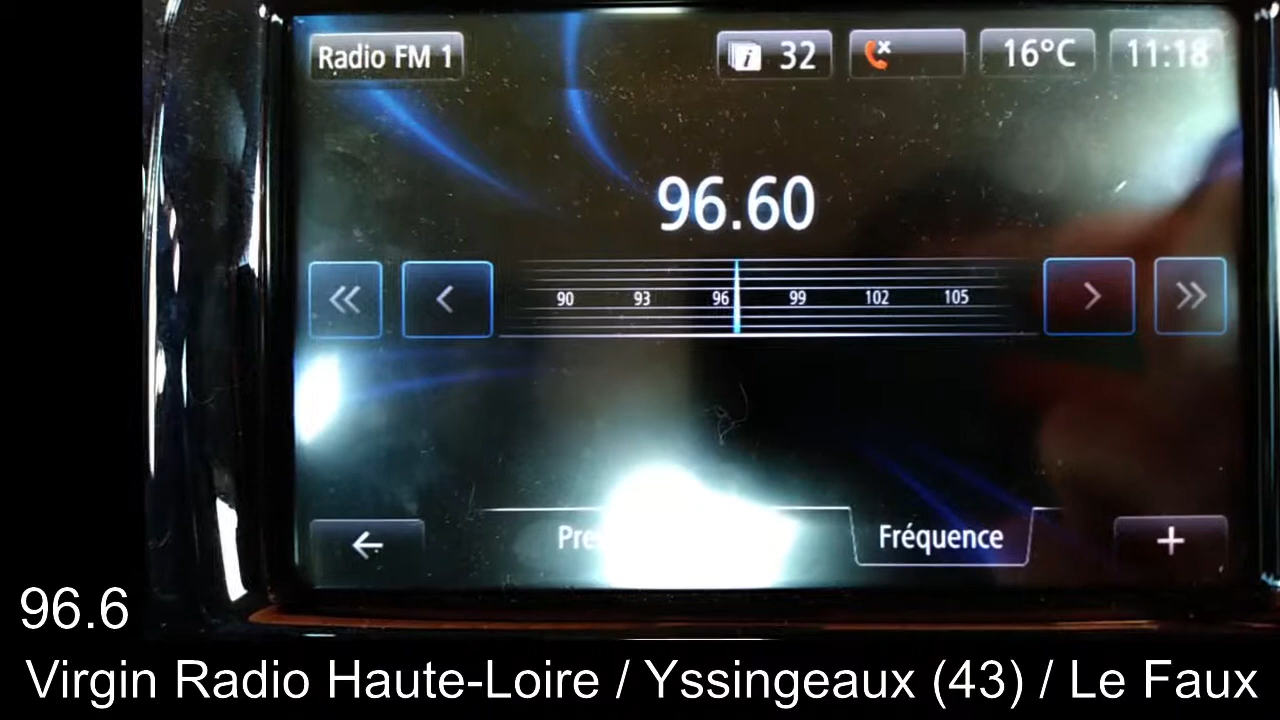 Radio FM 1
32
16°C
11:18
96.60
90 93 96 99 102 105
Fréquence
96.6
Virgin Radio Haute-Loire / Yssingeaux (43) / Le Faux